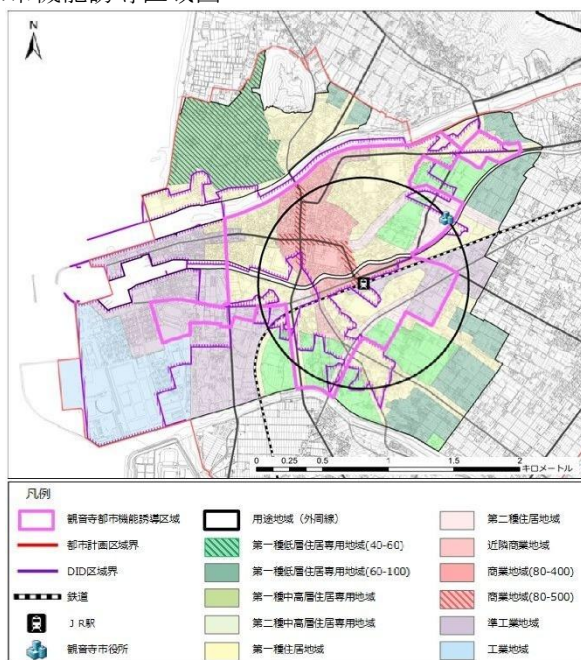 市機能誘導区域図
N
0 0.25 0.5 1 1.5 2
キロメートル
凡例
観音寺都市機能誘導区域
用途地域(外周線)
第二種住居地域
都市計画区域界
第一種低層住居専用地域(40-60)
近隣商業地域
DID区域界
第一種低層住居専用地域(60-100)
商業地域(80-400)
鉄道
第一種中高層住居専用地域
商業地域(80-500)
JR駅
第二種中高層住居専用地域
準工業地域
観音寺市役所
第一種住居地域
工業地域